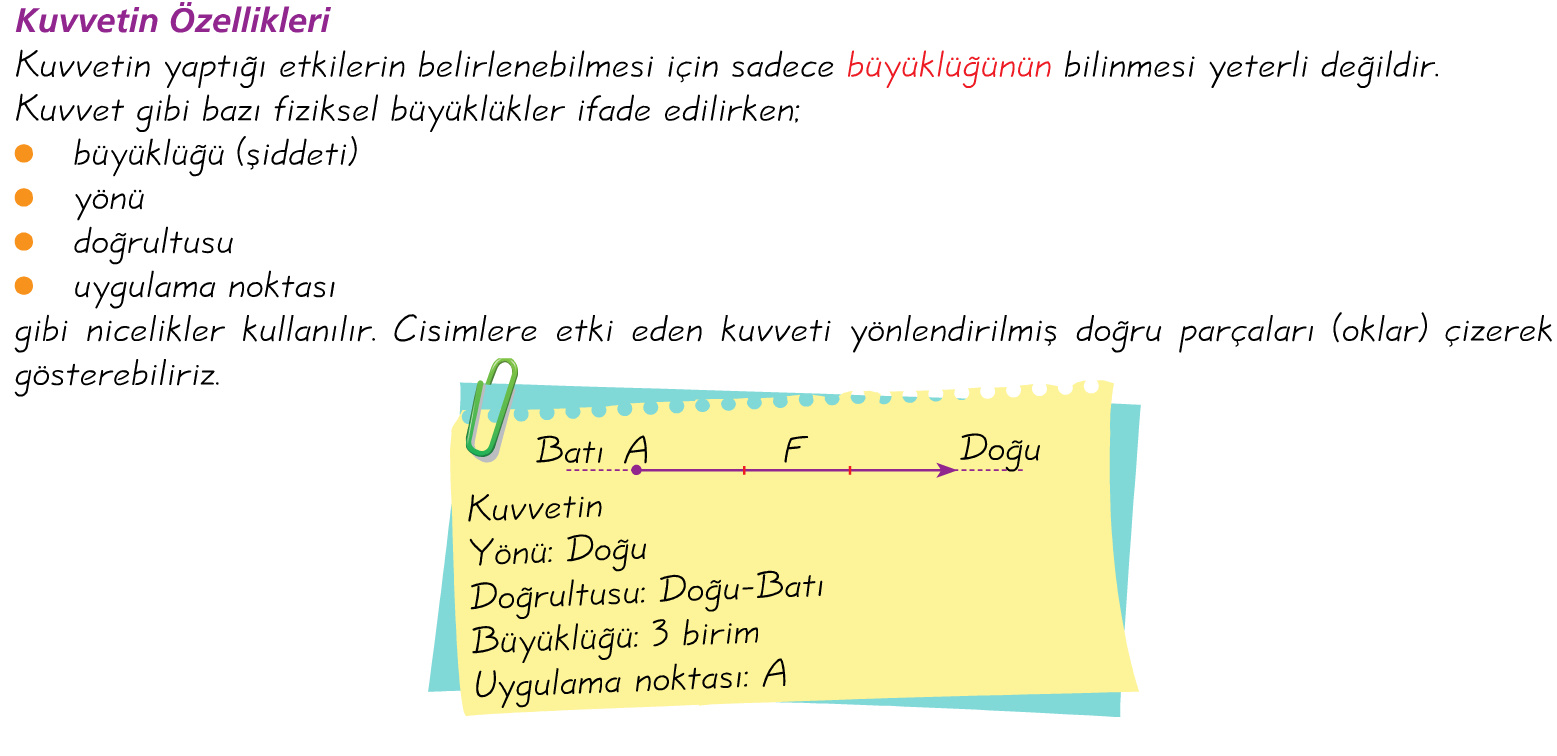 Kuvvetin Özellikleri
Kuvvetin yaptığı etkilerin belirlenebilmesi için sadece büyüklüğünün bilinmesi yeterli değildir.
Kuvvet gibi bazı fiziksel büyüklükler ifade edilirken;
● büyüklüğü (şiddeti)
● yönü
● doğrultusu
● uygulama noktası
gibi nicelikler kullanılır. Cisimlere etki eden kuvveti yönlendirilmiş doğru parçaları (oklar) çizerek
gösterebiliriz.
Batı A F Doğu
Kuvvetin
Yönü: Doğu
Doğrultusu: Doğu-Batı
Büyüklüğü: 3 birim
Uygulama noktası: A